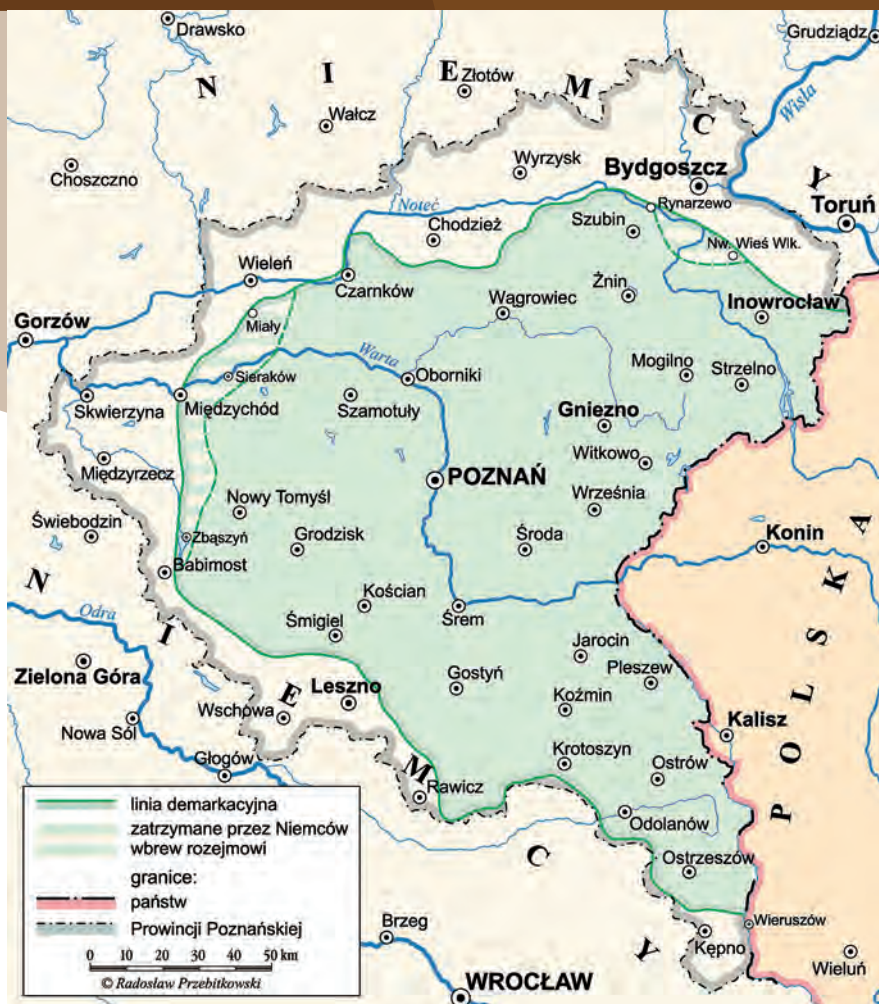 Drawsko
Grudziądz
N I E M C Y
Złotów
Wałcz
Wisła
Choszczno
Wyrzysk
Bydgoszcz
Toruń
Noteć
Rynarzewo
Chodzież
Szubin
Nw. Wieś Wlk.
Wieleń
Czarnków
Żnin
Wągrowiec
Inowrocław
Miały
Gorzów
Warta
Mogilno
Strzelno
Sieraków
Oborniki
Skwierzyna
Międzychód
Szamotuły
Gniezno
Witkowo
Międzyrzecz
POZNAŃ
Września
Nowy Tomyśl
Świebodzin
Zbąszyń
Grodzisk
Środa
Konin
Babimost
N I E M C Y
POLSKA
Kościan
Odra
Śmigiel
Śrem
Jarocin
Zielona Góra
Leszno
Gostyń
Pleszew
Wschowa
Koźmin
Nowa Sól
Kalisz
Głogów
Krotoszyn
Ostrów
Rawicz
Odolanów
Ostrzeszów
linia demarkacyjna
zatrzymane przez Niemców
wbrew rozejmowi
granice:
państw
Prowincji Poznańskiej
0 10 20 30 40 50 km
© Radosław Przebitkowski
Brzeg
Wieruszów
Kępno
Wieluń
WROCŁAW